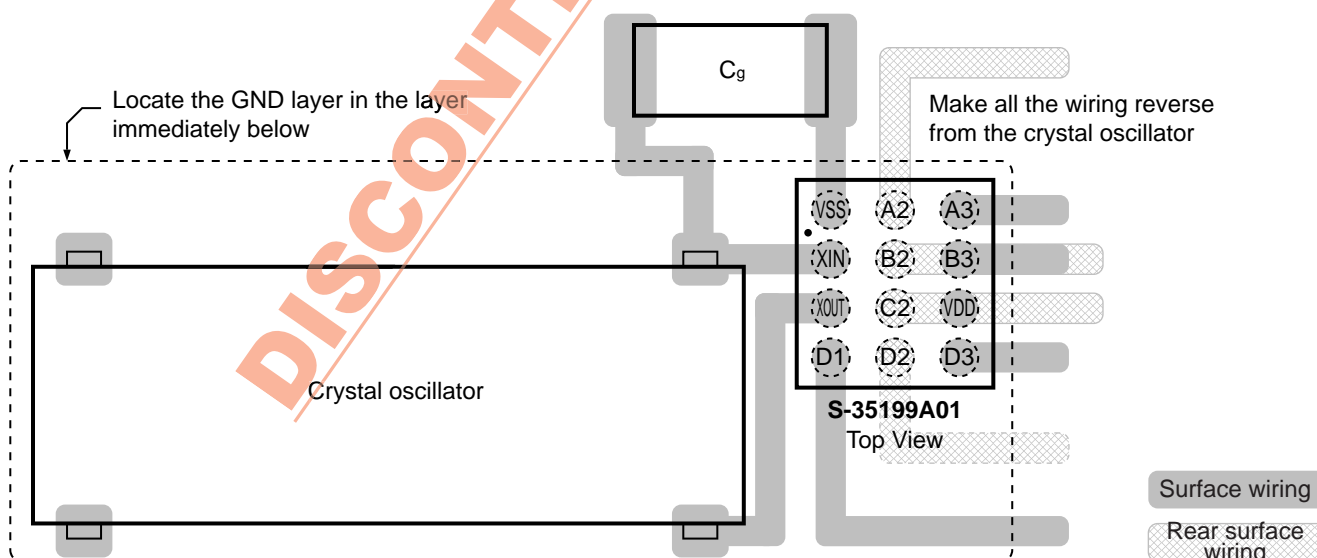 DISCONTI
Cg
Locate the GND layer in the layer
immediately below
Make all the wiring reverse
from the crystal oscillator
VSS A2 A3
XIN B2 B3
XOUT C2 VDD
D1 D2 D3
Crystal oscillator
S-35199A01
Top View
Surface wiring
Rear surface
wiring